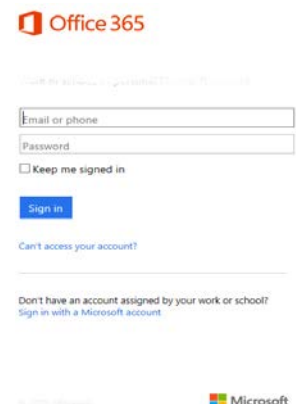 Office 365
Email or phone
Password
Keep me signed in
Sign in
Can't access your account?
Don't have an account assigned by your work or school?
Sign in with a Microsoft account
Microsoft